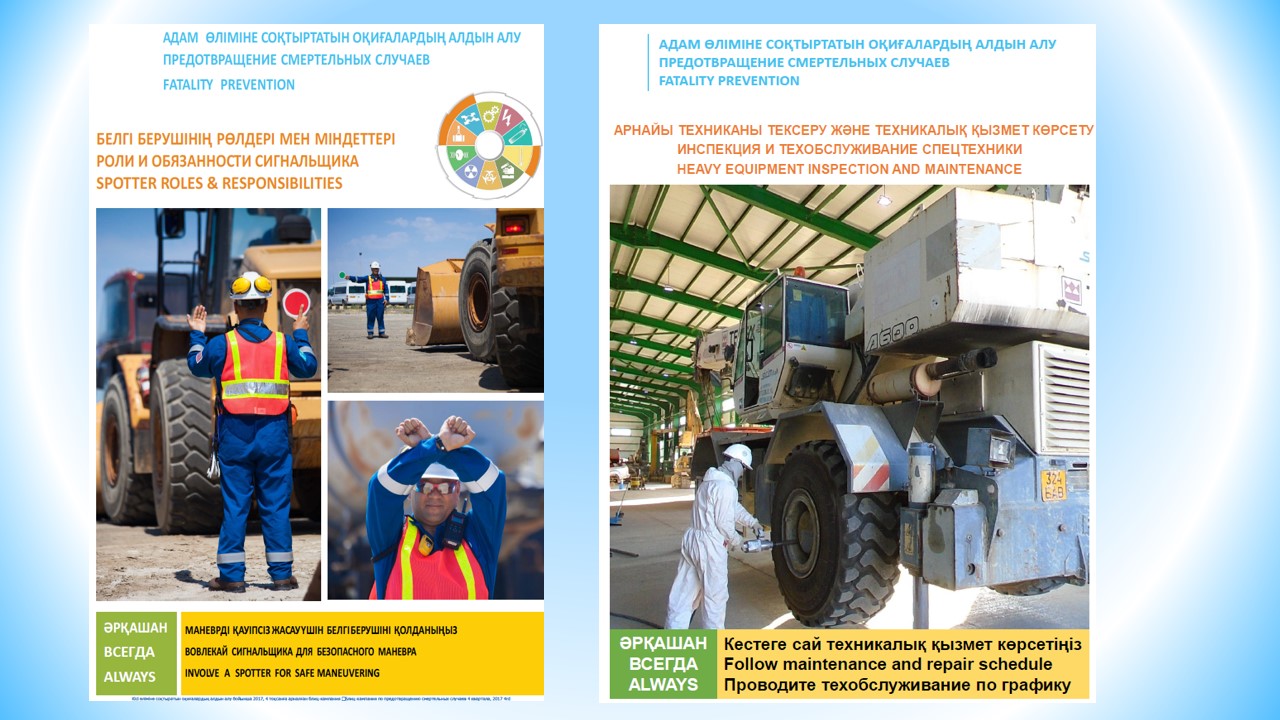 АДАМ ӨЛІМІНЕ СОҚТЫРТАТЫН ОҚИҒАЛАРДЫҢ АЛДЫН АЛУ
ПРЕДОТВРАЩЕНИЕ СМЕРТЕЛЬНЫХ СЛУЧАЕВ
FATALITY PREVENTION
БЕЛГІ БЕРУШІНІҢ РӨЛДЕРІ МЕН МІНДЕТТЕРІ
РОЛИ И ОБЯЗАННОСТИ СИГНАЛЬЩИКА
SPOTTER ROLES & RESPONSIBILITIES
ӘРҚАШАН
ВСЕГДА
ALWAYS
МАНЕВРДІ ҚАУІПСІЗ ЖАСАУ ҮШІН БЕЛГІ БЕРУШІНІ ҚОЛДАНЫҢЫЗ
ВОВЛЕКАЙ СИГНАЛЬЩИКА ДЛЯ БЕЗОПАСНОГО МАНЕВРА
INVOLVE A SPOTTER FOR SAFE MANEUVERING
АДАМ ӨЛІМІНЕ СОҚТЫРТАТЫН ОҚИҒАЛАРДЫҢ АЛДЫН АЛУ
ПРЕДОТВРАЩЕНИЕ СМЕРТЕЛЬНЫХ СЛУЧАЕВ
FATALITY PREVENTION
АРНАЙЫ ТЕХНИКАНЫ ТЕКСЕРУ ЖӘНЕ ТЕХНИКАЛЫҚ ҚЫЗМЕТ КӨРСЕТУ
ИНСПЕКЦИЯ И ТЕХОБСЛУЖИВАНИЕ СПЕЦТЕХНИКИ
HEAVY EQUIPMENT INSPECTION AND MAINTENANCE
A600
ӘРҚАШАН
ВСЕГДА
ALWAYS
Кестеге сай техникалық қызмет көрсетіңіз
Follow maintenance and repair schedule
Проводите техобслуживание по графику